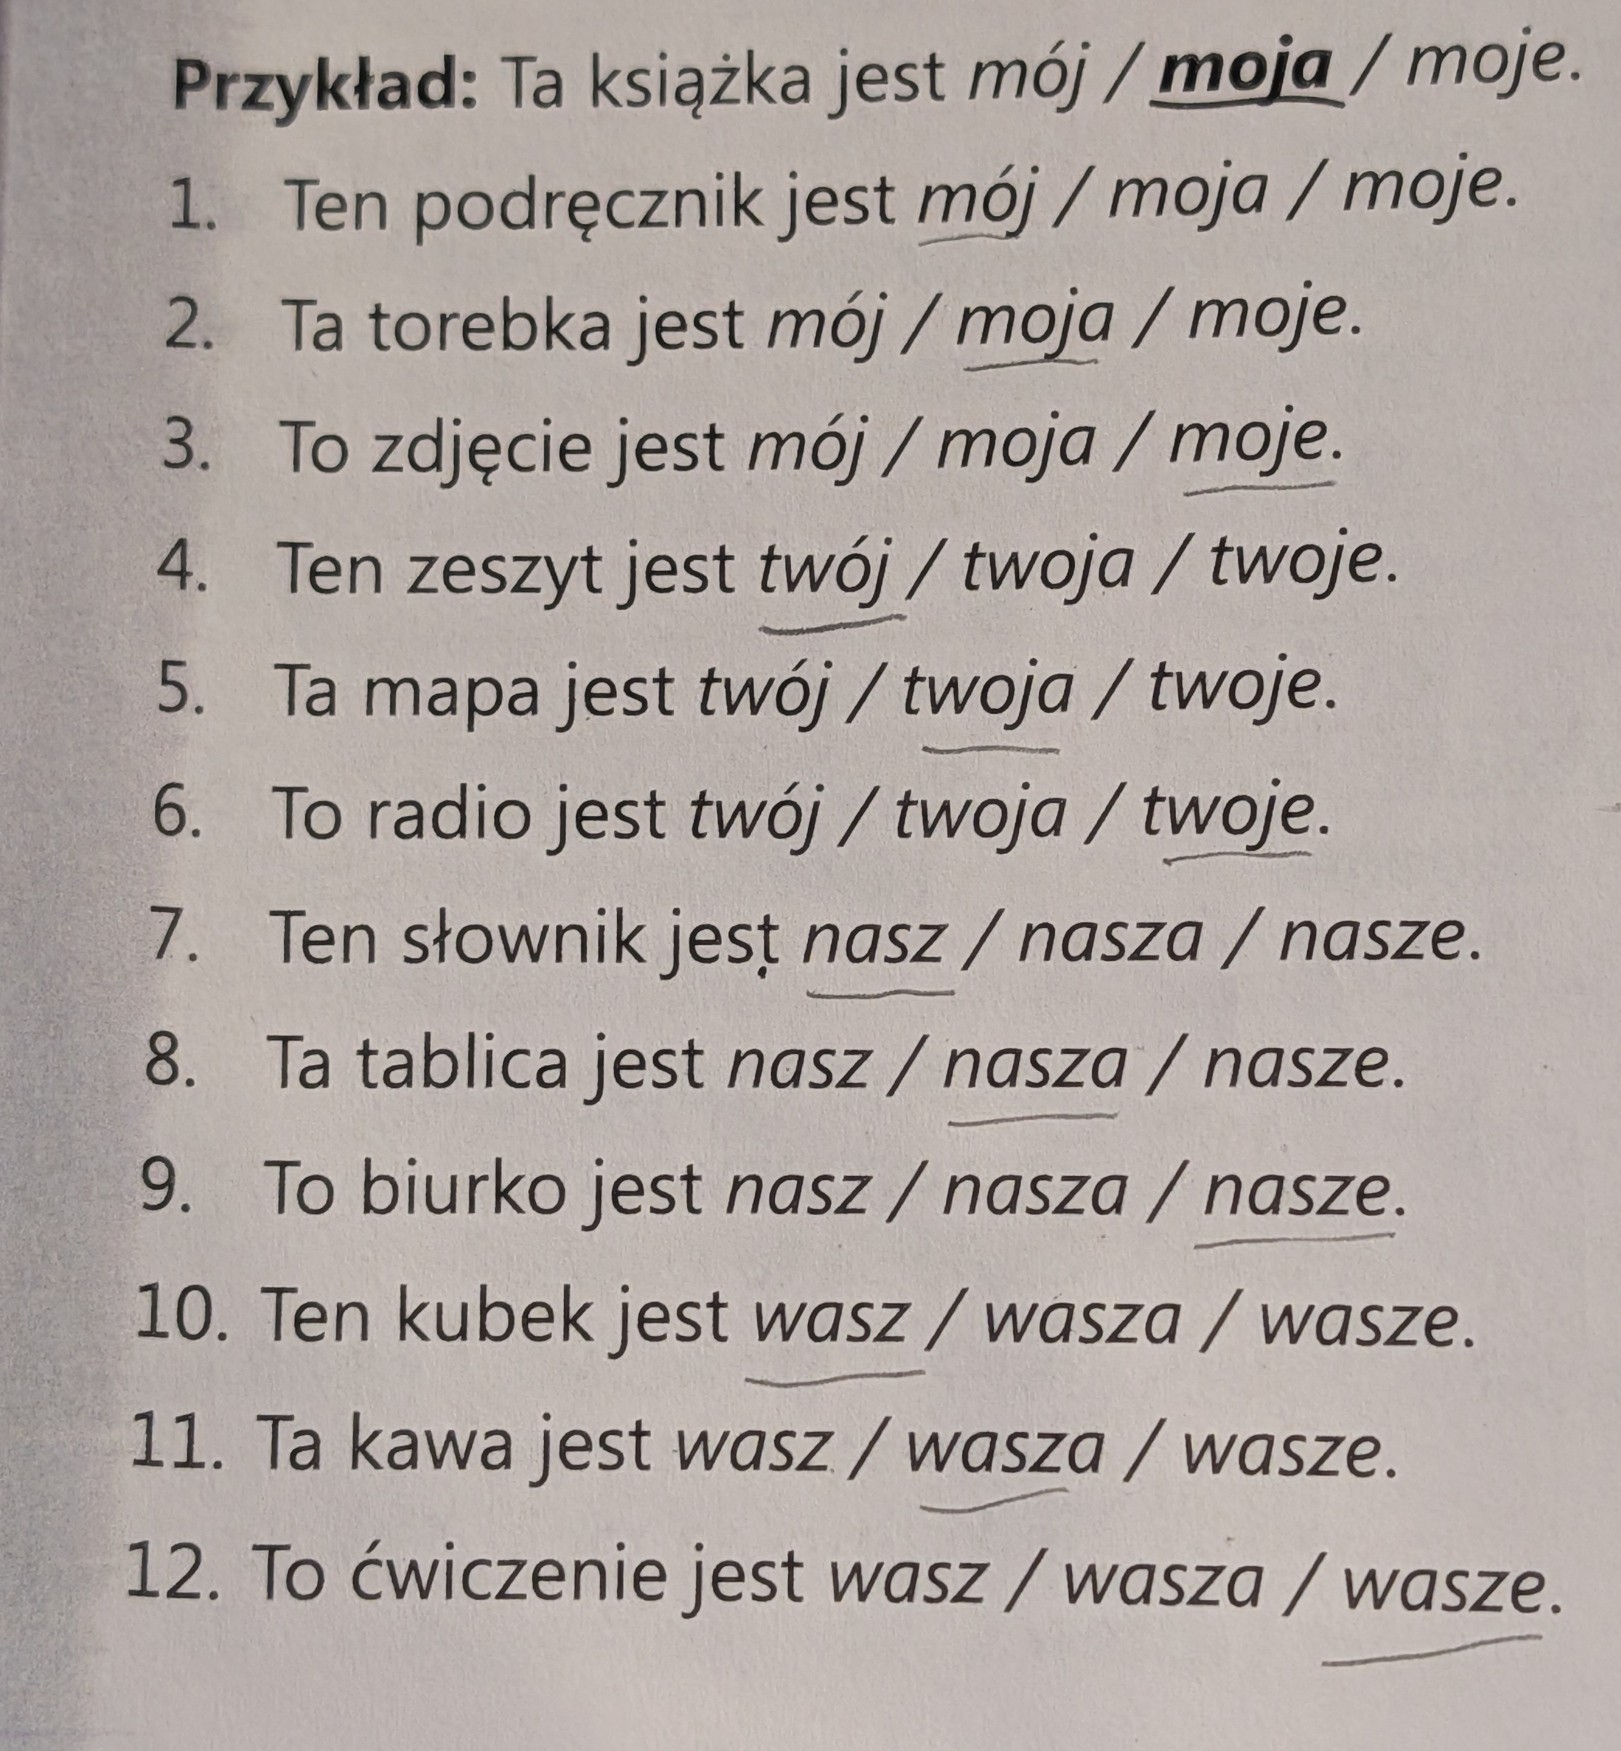 Przykład: Ta książka jest mój / moja / moje.
1. Ten podręcznik jest mój / moja / moje.
2. Ta torebka jest mój / moja / moje.
3. To zdjęcie jest mój / moja / moje.
4. Ten zeszyt jest twój / twoja / twoje.
5. Ta mapa jest twój / twoja / twoje.
6. To radio jest twój / twoja / twoje.
7. Ten słownik jest nasz / nasza / nasze.
8. Ta tablica jest nasz / nasza / nasze.
9. To biurko jest nasz / nasza / nasze.
10. Ten kubek jest wasz / wasza / wasze.
11. Ta kawa jest wasz / wasza / wasze.
12. To ćwiczenie jest wasz / wasza / wasze.